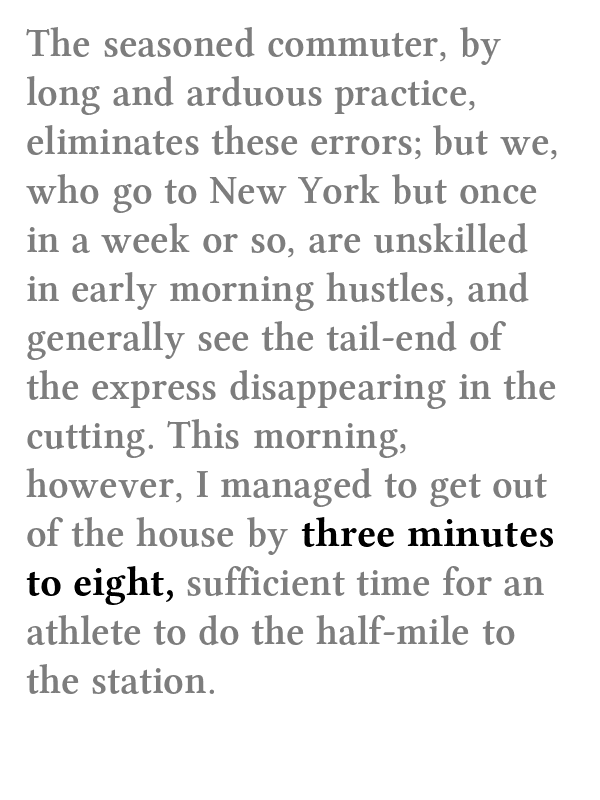 The seasoned commuter, by
long and arduous practice,
eliminates these errors; but we,
who go to New York but once
in a week or so, are unskilled
in early morning hustles, and
generally see the tail-end of
the express disappearing in the
cutting. This morning,
however, I managed to get out
of the house by three minutes
to eight, sufficient time for an
athlete to do the half-mile to
the station.